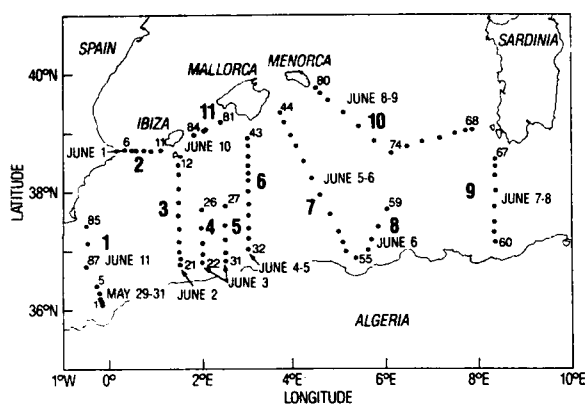 SPAIN
MALLORCA
MENORCA
SARDINIA
40°N
LATITUDE
38°N
36°N
IBIZA
80
JUNE 8-9
10
44
11
81
84
JUNE 10
43
74
68
67
JUNE 1
6
2
11
12
3
4
5
6
7
8
9
26
27
JUNE 5-6
59
JUNE 7-8
85
1
87
JUNE 11
5
MAY 29-31
1
21
22
31
32
JUNE 2
JUNE 3
JUNE 4-5
55
JUNE 6
60
ALGERIA
1°W
0°
2°E
4°E
6°E
8°E
10°E
LONGITUDE